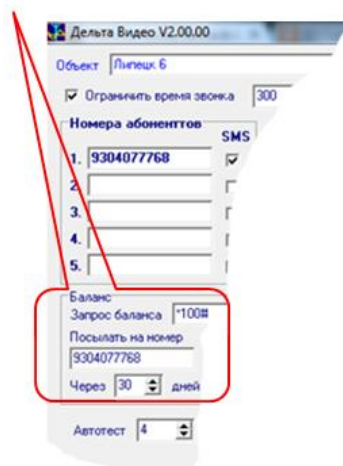 Дельта Видео V2.00.00
Объект Липецк 6
Ограничить время звонка 300
Номера абоненттов
SMS
1. 9304077768
2.
3.
4.
5.
Баланс
Запрос баланса *100#
Посылать на номер
9304077768
Через 30 дней
Автотест 4